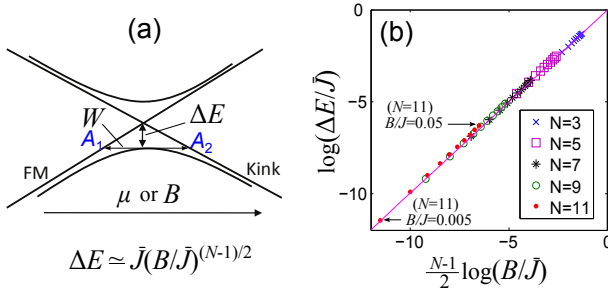 (a)
W
ΔE
A₁
A₂
FM
Kink
μ or B
ΔE ≃ J̄(B/J̄)^(N-1)/2
(b)
log(ΔE/J̄)
0
−5
−10
(N=11)
B/J=0.05
(N=11)
B/J=0.005
N=3
N=5
N=7
N=9
N=11
−10
−5
0
N-1/2 log(B/J̄)